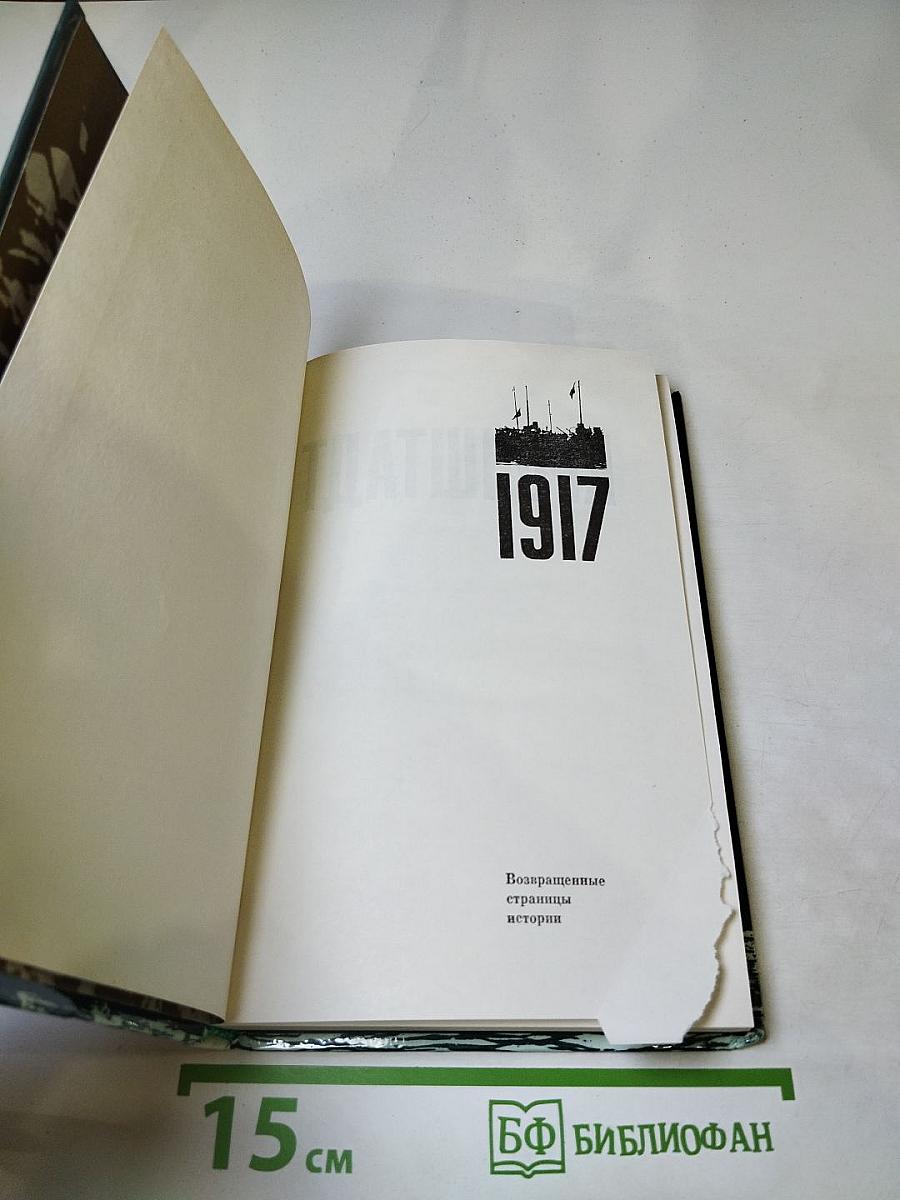 1917
Возвращенные
страницы
истории
15 см
БФ БИБЛИОФАН